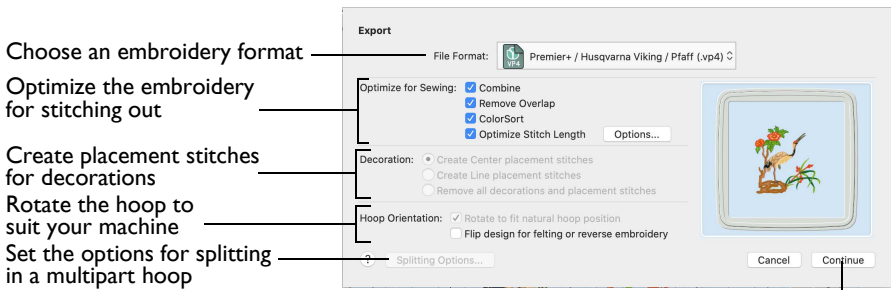 Export
Choose an embroidery format
File Format: VP4 Premier+ / Husqvarna Viking / Pfaff (.vp4)
Optimize the embroidery
for stitching out
Optimize for Sewing: Combine
Remove Overlap
ColorSort
Optimize Stitch Length Options...
Create placement stitches
for decorations
Decoration: Create Center placement stitches
Create Line placement stitches
Remove all decorations and placement stitches
Rotate the hoop to
suit your machine
Hoop Orientation: Rotate to fit natural hoop position
Flip design for felting or reverse embroidery
Set the options for splitting
in a multipart hoop
? Splitting Options... Cancel Continue